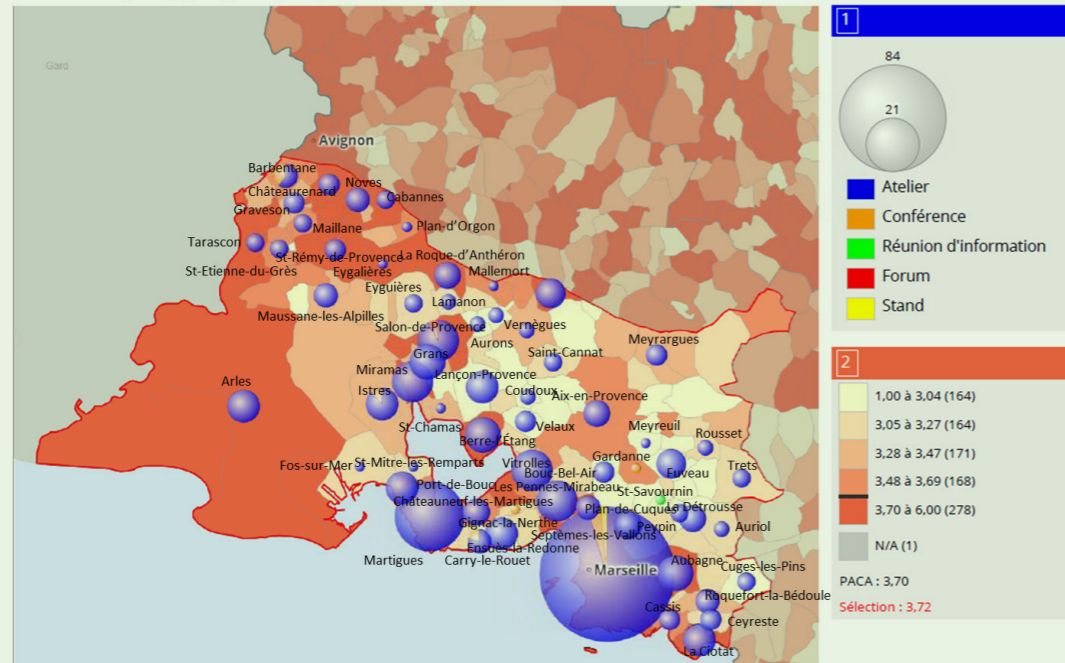 Gard
Avignon
Barbentane
Noves
Châteaurenard
Cabannes
Graveson
Maillane
Plan-d'Orgon
Tarascon
St-Rémy-de-Provence
La Roque-d'Anthéron
St-Etienne-du-Grès
Eygalières
Mallemort
Eyguières
Lamanon
Maussane-les-Alpilles
Salon-de-Provence
Vernègues
Aurons
Meyrargues
Grans
Saint-Cannat
Miramas
Lançon-Provence
Arles
Istres
Coudoux
Aix-en-Provence
St-Chamas
Velaux
Meyreuil
Berre-l'Étang
Rousset
Fos-sur-Mer
St-Mitre-les-Remparts
Vitrolles
Gardanne
Trets
Bouc-Bel-Air
Fuveau
Port-de-Bouc
Les Pennes-Mirabeau
St-Savournin
Châteauneuf-les-Martigues
Plan-de-Cuques
La Détrousse
Gignac-la-Nerthe
Peypin
Auriol
Septèmes-les-Vallons
Ensuès-la-Redonne
Martigues
Carry-le-Rouet
Aubagne
Marseille
Cuges-les-Pins
Roquefort-la-Bédoule
Cassis
Ceyreste
La Ciotat
1
84
21
Atelier
Conférence
Réunion d'information
Forum
Stand
2
1,00 à 3,04 (164)
3,05 à 3,27 (164)
3,28 à 3,47 (171)
3,48 à 3,69 (168)
3,70 à 6,00 (278)
N/A (1)
PACA : 3,70
Sélection : 3,72